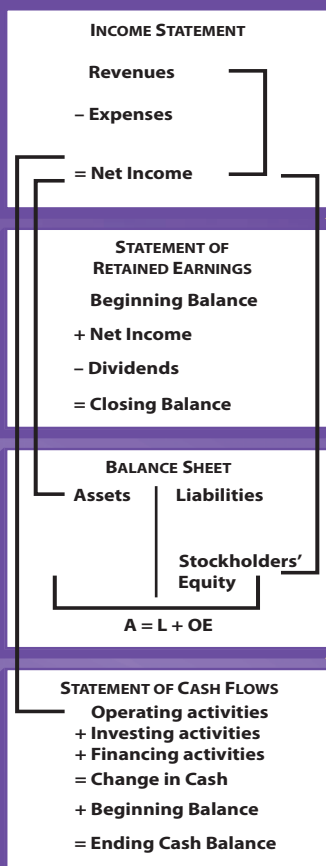 INCOME STATEMENT
Revenues
– Expenses
= Net Income
STATEMENT OF
RETAINED EARNINGS
Beginning Balance
+ Net Income
– Dividends
= Closing Balance
BALANCE SHEET
Assets Liabilities
Stockholders'
Equity
A = L + OE
STATEMENT OF CASH FLOWS
Operating activities
+ Investing activities
+ Financing activities
= Change in Cash
+ Beginning Balance
= Ending Cash Balance